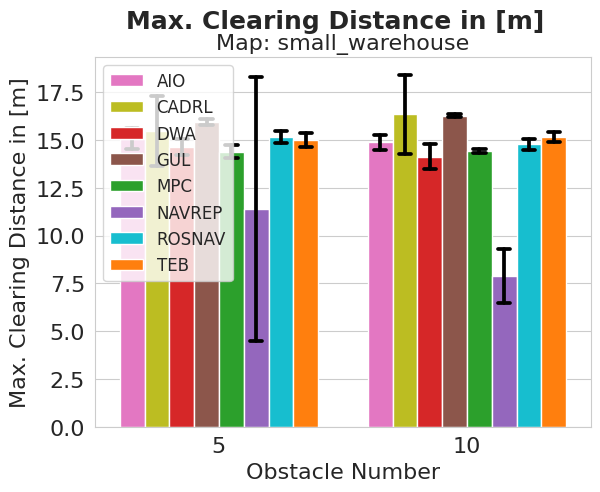 Max. Clearing Distance in [m]
Map: small_warehouse
Max. Clearing Distance in [m]
17.5
15.0
12.5
10.0
7.5
5.0
2.5
0.0
AIO
CADRL
DWA
GUL
MPC
NAVREP
ROSNAV
TEB
5
10
Obstacle Number